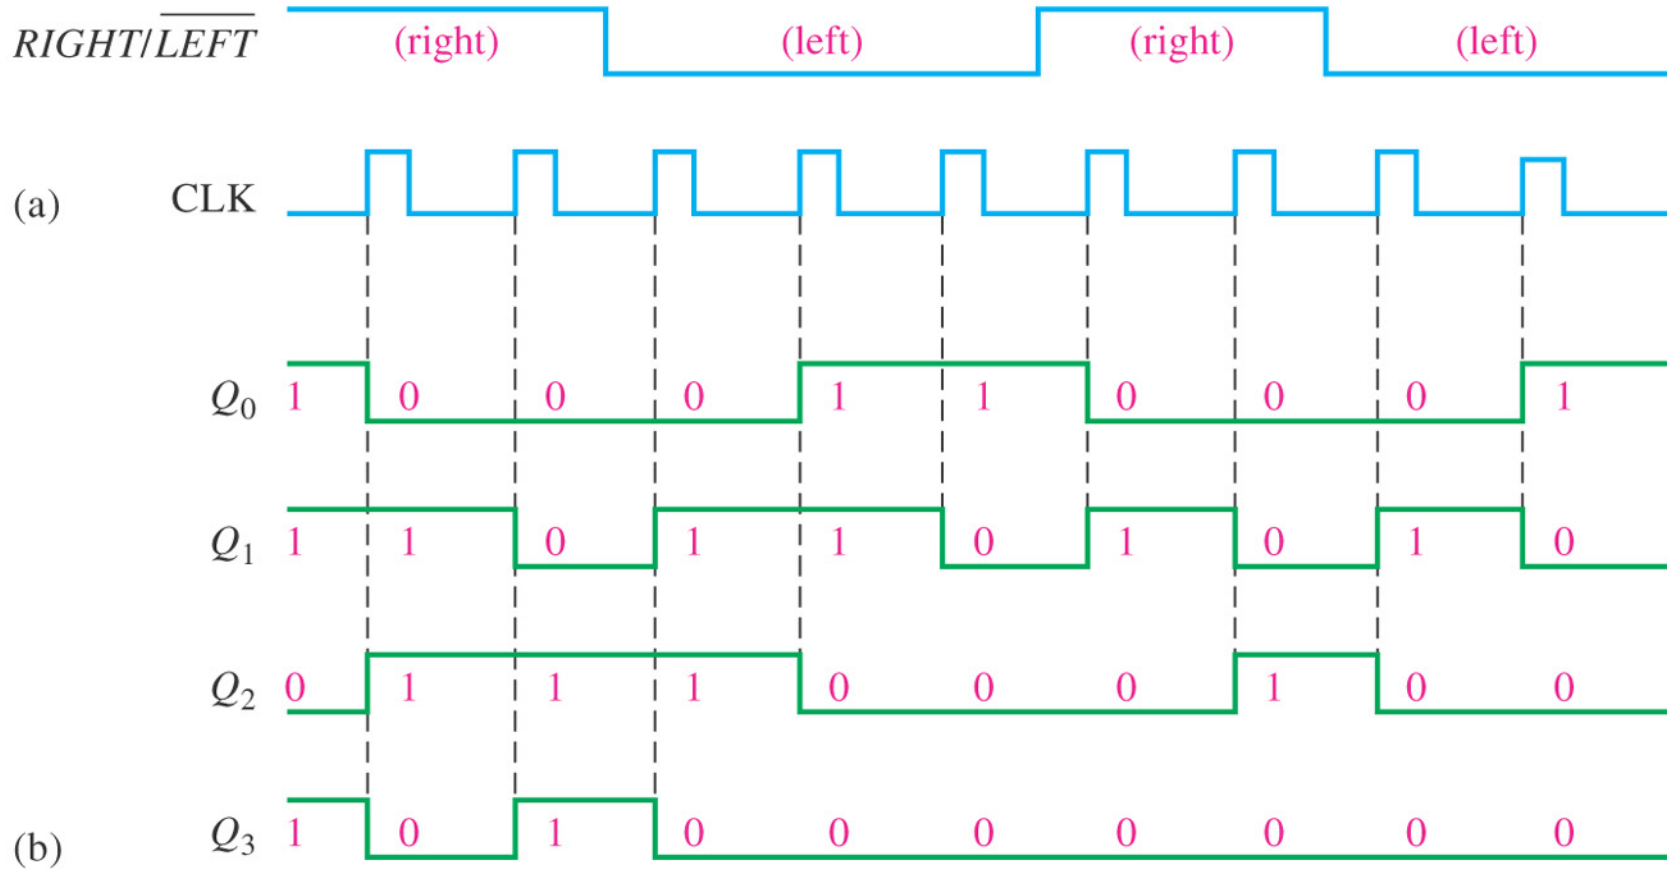 RIGHT/LEFT (right) (left) (right) (left)
(a) CLK
Q0 1 0 0 0 1 1 0 0 0 1
Q1 1 1 0 1 1 0 1 0 1 0
Q2 0 1 1 1 0 0 0 1 0 0
(b) Q3 1 0 1 0 0 0 0 0 0 0